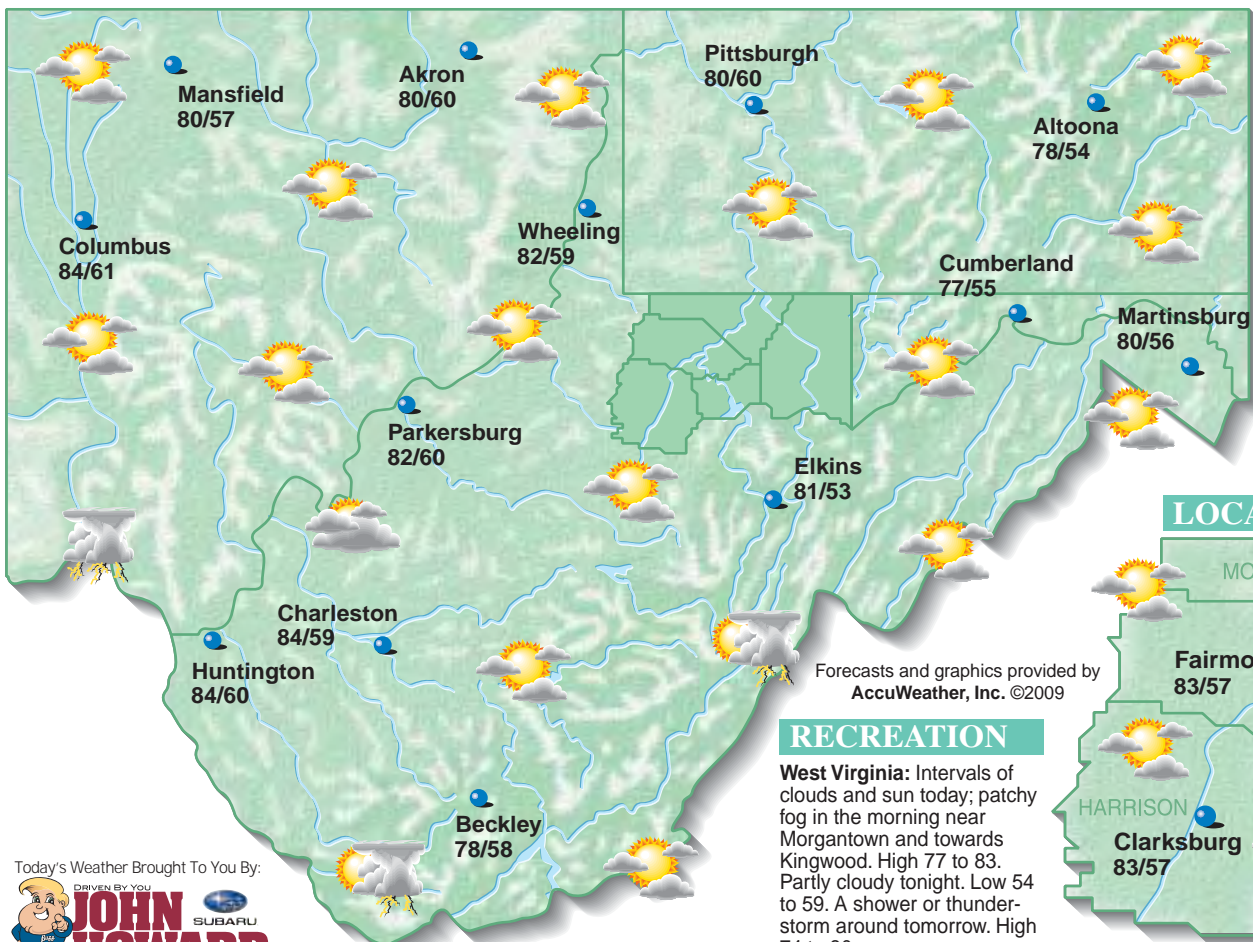 Mansfield
80/57
Akron
80/60
Pittsburgh
80/60
Altoona
78/54
Columbus
84/61
Wheeling
82/59
Cumberland
77/55
Martinsburg
80/56
Parkersburg
82/60
Elkins
81/53
Charleston
84/59
Huntington
84/60
Beckley
78/58
Forecasts and graphics provided by
AccuWeather, Inc. ©2009
RECREATION
West Virginia: Intervals of
clouds and sun today; patchy
fog in the morning near
Morgantown and towards
Kingwood. High 77 to 83.
Partly cloudy tonight. Low 54
to 59. A shower or thunder-
storm around tomorrow. High
LOCA
MO
Fairmo
83/57
HARRISON
Clarksburg
83/57
Today's Weather Brought To You By:
DRIVEN BY YOU
JOHN
HOWARD
SUBARU